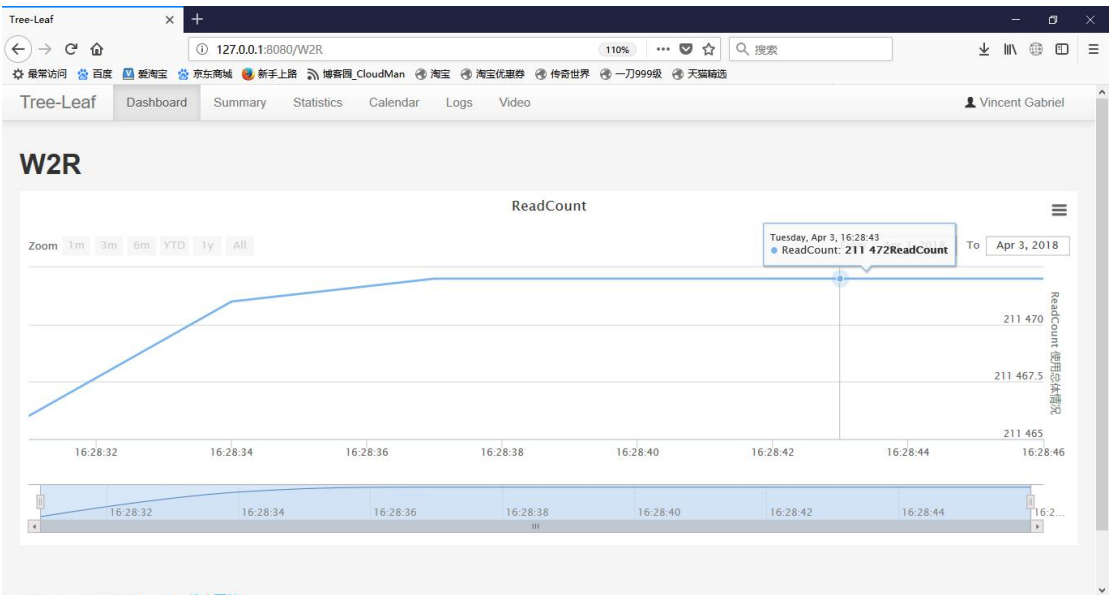 Tree-Leaf
127.0.0.1:8080/W2R
110%
搜索
最常访问 百度 爱淘宝 京东商城 新手上路 博客园_CloudMan 淘宝 淘宝优惠券 传奇世界 一刀999级 天猫精选
Tree-Leaf Dashboard Summary Statistics Calendar Logs Video Vincent Gabriel
W2R
ReadCount
Zoom 1m 3m 6m YTD 1y All
To Apr 3, 2018
Tuesday, Apr 3, 16:28:43
ReadCount: 211 472ReadCount
211 470
211 467.5
211 465
ReadCount 使用总体情况
16:28:32 16:28:34 16:28:36 16:28:38 16:28:40 16:28:42 16:28:44 16:28:46
16:28:32 16:28:34 16:28:36 16:28:38 16:28:40 16:28:42 16:28:44 16:2...